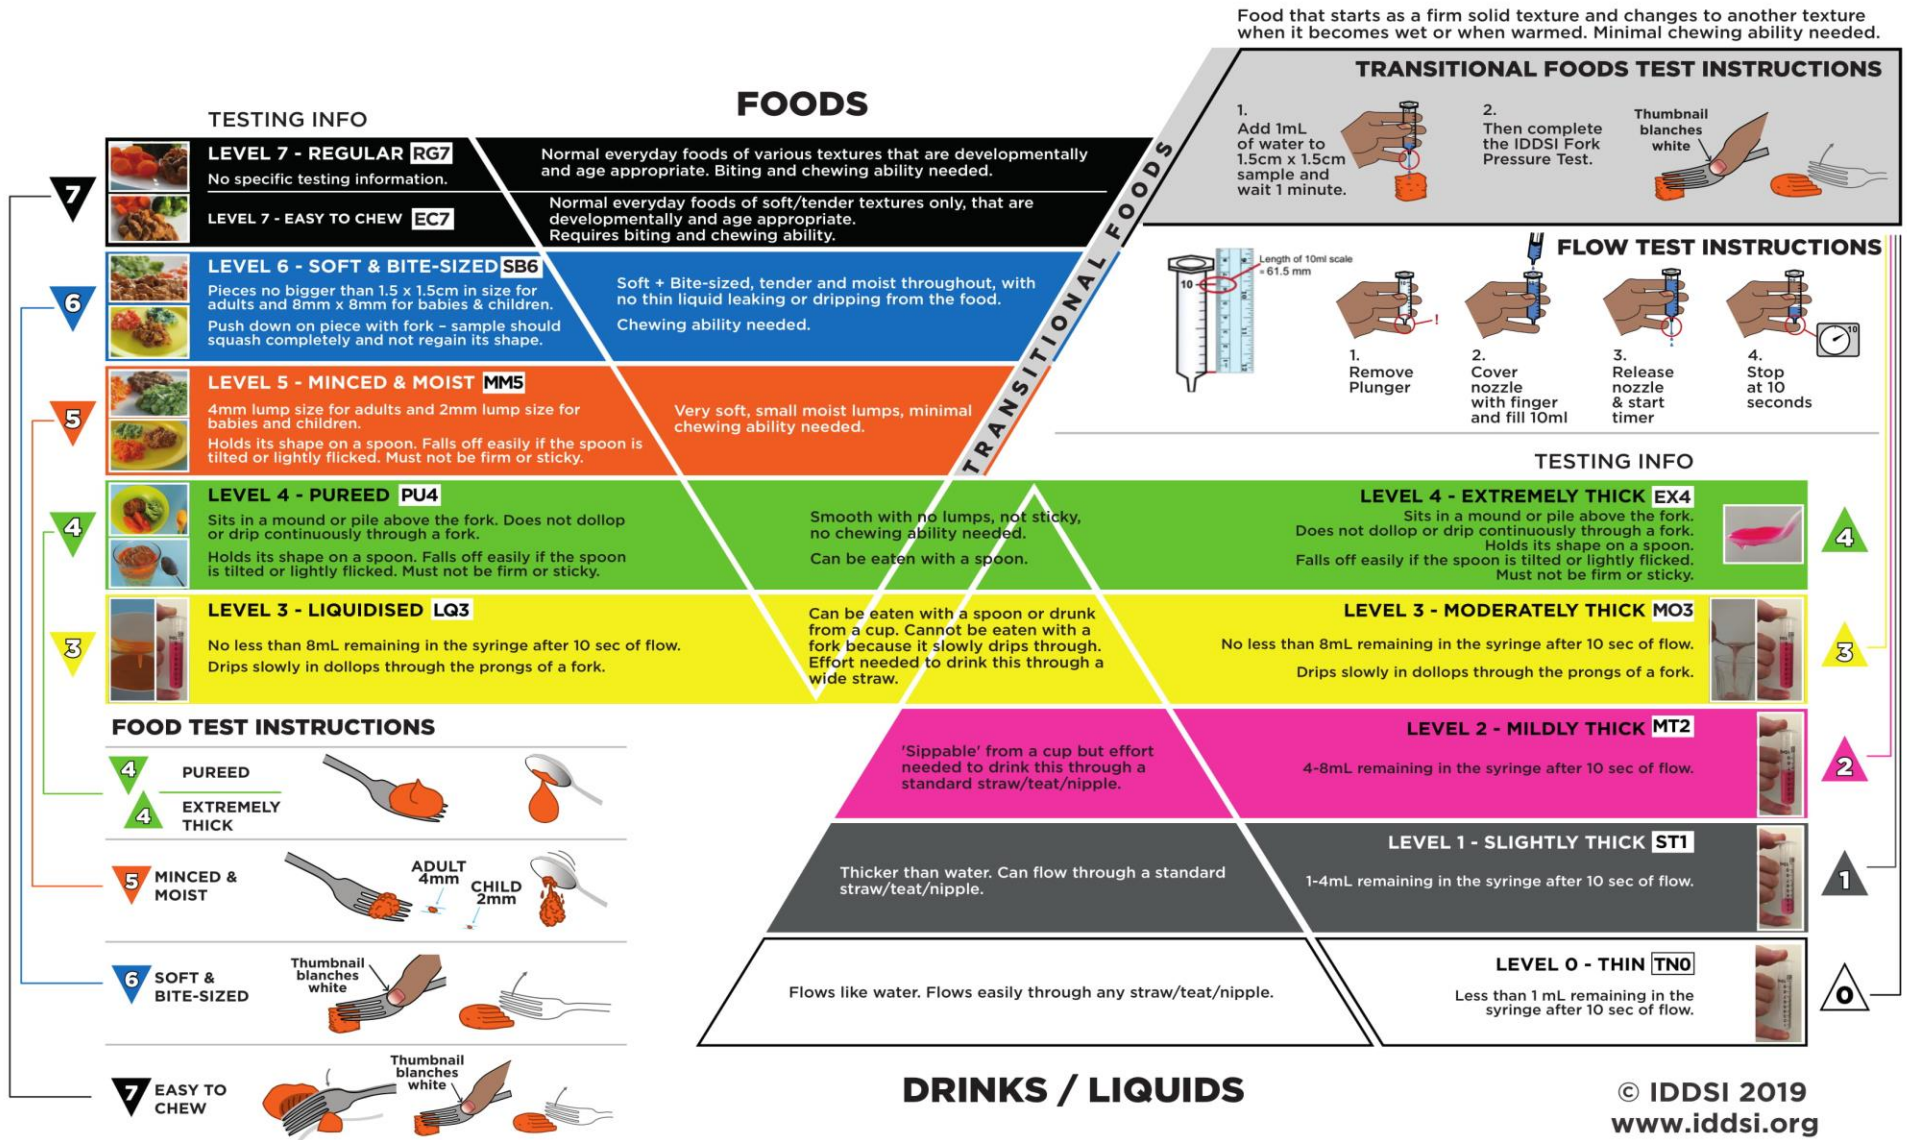 Food that starts as a firm solid texture and changes to another texture
when it becomes wet or when warmed. Minimal chewing ability needed.
TRANSITIONAL FOODS TEST INSTRUCTIONS
1.
Add 1mL
of water to
1.5cm x 1.5cm
sample and
wait 1 minute.
2.
Then complete
the IDDSI Fork
Pressure Test.
Thumbnail
blanches
white
FOODS
TESTING INFO
7
LEVEL 7 - REGULAR RG7
No specific testing information.
Normal everyday foods of various textures that are developmentally
and age appropriate. Biting and chewing ability needed.
LEVEL 7 - EASY TO CHEW EC7
Normal everyday foods of soft/tender textures only, that are
developmentally and age appropriate.
Requires biting and chewing ability.
6
LEVEL 6 - SOFT & BITE-SIZED SB6
Pieces no bigger than 1.5 x 1.5cm in size for
adults and 8mm x 8mm for babies & children.
Push down on piece with fork – sample should
squash completely and not regain its shape.
Soft + Bite-sized, tender and moist throughout, with
no thin liquid leaking or dripping from the food.
Chewing ability needed.
5
LEVEL 5 - MINCED & MOIST MM5
4mm lump size for adults and 2mm lump size for
babies and children.
Holds its shape on a spoon. Falls off easily if the spoon is
tilted or lightly flicked. Must not be firm or sticky.
Very soft, small moist lumps, minimal
chewing ability needed.
TRANSITIONAL FOODS
FLOW TEST INSTRUCTIONS
Length of 10ml scale
= 61.5 mm
10
!
10
1.
Remove
Plunger
2.
Cover
nozzle
with finger
and fill 10ml
3.
Release
nozzle
& start
timer
4.
Stop
at 10
seconds
TESTING INFO
4
LEVEL 4 - PUREED PU4
Sits in a mound or pile above the fork. Does not dollop
or drip continuously through a fork.
Holds its shape on a spoon. Falls off easily if the spoon
is tilted or lightly flicked. Must not be firm or sticky.
Smooth with no lumps, not sticky,
no chewing ability needed.
Can be eaten with a spoon.
LEVEL 4 - EXTREMELY THICK EX4
Sits in a mound or pile above the fork.
Does not dollop or drip continuously through a fork.
Holds its shape on a spoon.
Falls off easily if the spoon is tilted or lightly flicked.
Must not be firm or sticky.
4
3
LEVEL 3 - LIQUIDISED LQ3
No less than 8mL remaining in the syringe after 10 sec of flow.
Drips slowly in dollops through the prongs of a fork.
Can be eaten with a spoon or drunk
from a cup. Cannot be eaten with a
fork because it slowly drips through.
Effort needed to drink this through a
wide straw.
LEVEL 3 - MODERATELY THICK MO3
No less than 8mL remaining in the syringe after 10 sec of flow.
Drips slowly in dollops through the prongs of a fork.
3
'Sippable' from a cup but effort
needed to drink this through a
standard straw/teat/nipple.
LEVEL 2 - MILDLY THICK MT2
4-8mL remaining in the syringe after 10 sec of flow.
2
Thicker than water. Can flow through a standard
straw/teat/nipple.
LEVEL 1 - SLIGHTLY THICK ST1
1-4mL remaining in the syringe after 10 sec of flow.
1
Flows like water. Flows easily through any straw/teat/nipple.
LEVEL 0 - THIN TN0
Less than 1 mL remaining in the
syringe after 10 sec of flow.
0
FOOD TEST INSTRUCTIONS
4
PUREED
4
EXTREMELY
THICK
5
MINCED &
MOIST
ADULT
4mm
CHILD
2mm
6
SOFT &
BITE-SIZED
Thumbnail
blanches
white
7
EASY TO
CHEW
Thumbnail
blanches
white
DRINKS / LIQUIDS
© IDDSI 2019
www.iddsi.org